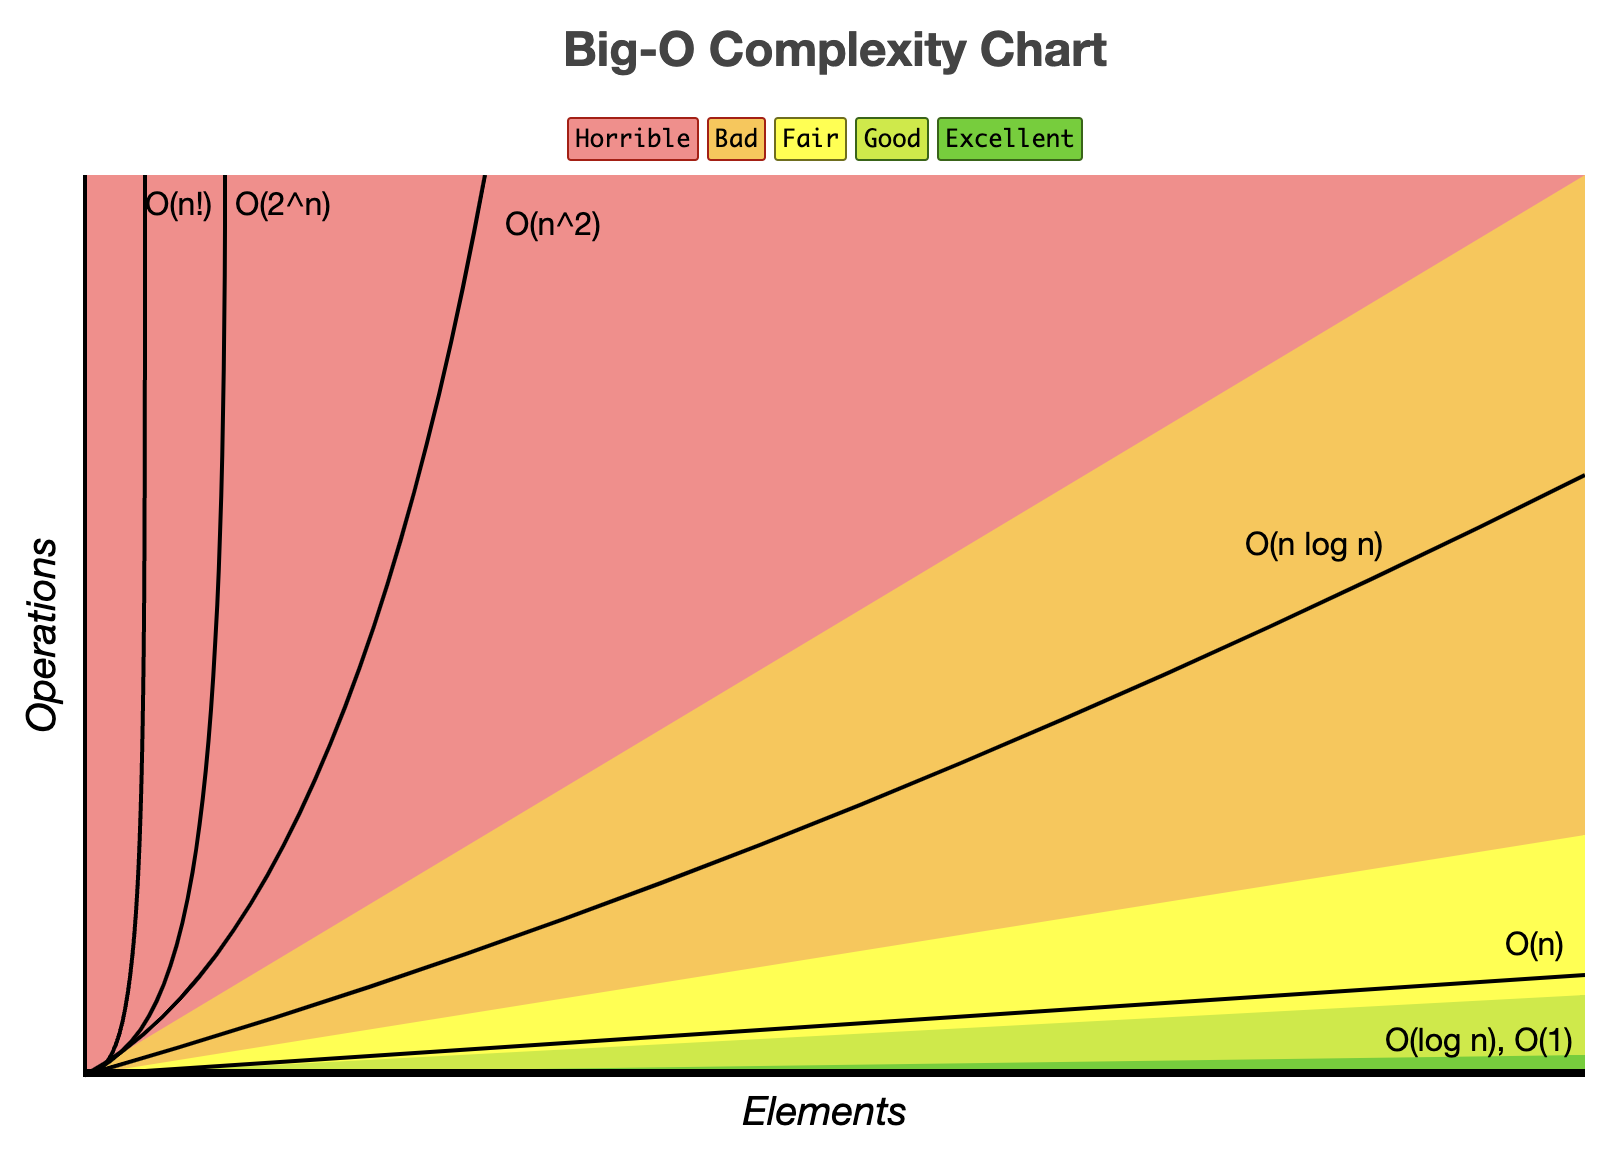 Big-O Complexity Chart
Horrible Bad Fair Good Excellent
O(n!) O(2^n)
O(n^2)
O(n log n)
Operations
O(n)
O(log n), O(1)
Elements